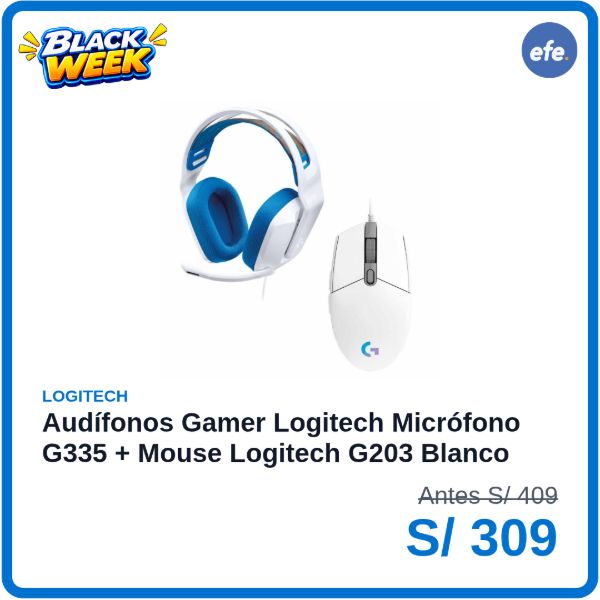 BLACK
WEEK
efe.
G
LOGITECH
Audífonos Gamer Logitech Micrófono
G335 + Mouse Logitech G203 Blanco
Antes S/ 409
S/ 309